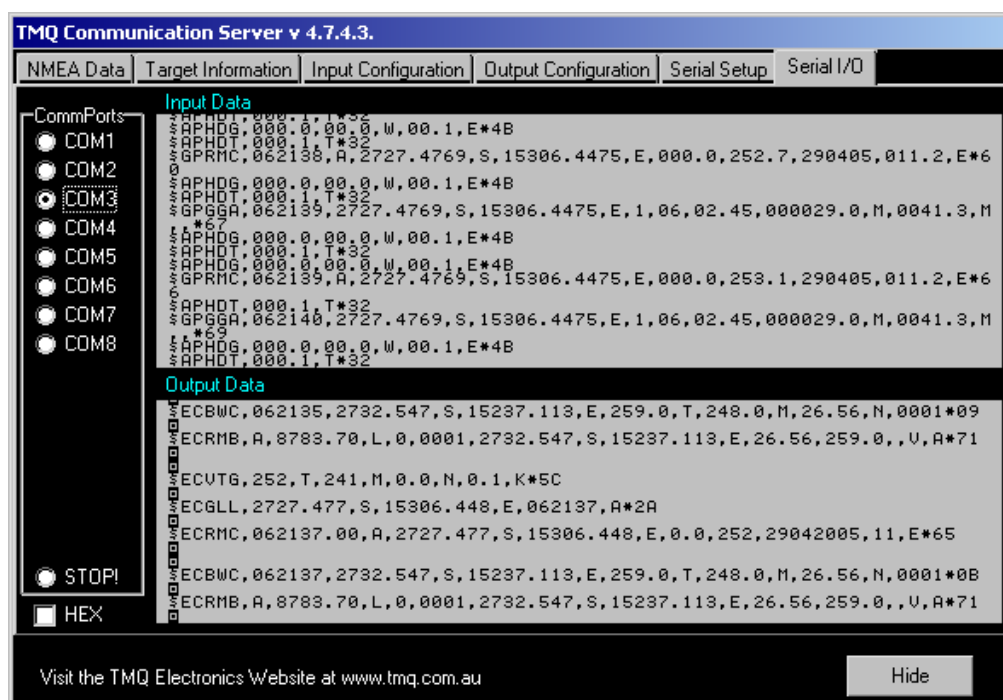 TMQ Communication Server v 4.7.4.3.
NMEA Data Target Information Input Configuration Output Configuration Serial Setup Serial I/O
CommPorts
COM1
COM2
COM3
COM4
COM5
COM6
COM7
COM8
STOP!
HEX
Input Data
$APHDT,000.1,T*32
$APHDG,000.0,00.0,W,00.1,E*4B
$APHDT,000.1,T*32
$GPRMC,062138,A,2727.4769,S,15306.4475,E,000.0,252.7,290405,011.2,E*6
0
$APHDG,000.0,00.0,W,00.1,E*4B
$APHDT,000.1,T*32
$GPGGA,062139,2727.4769,S,15306.4475,E,1,06,02.45,000029.0,M,0041.3,M
,,*67
$APHDG,000.0,00.0,W,00.1,E*4B
$APHDT,000.1,T*32
$APHDG,000.0,00.0,W,00.1,E*4B
$GPRMC,062139,A,2727.4769,S,15306.4475,E,000.0,253.1,290405,011.2,E*6
6
$APHDT,000.1,T*32
$GPGGA,062140,2727.4769,S,15306.4475,E,1,06,02.45,000029.0,M,0041.3,M
,,*69
$APHDG,000.0,00.0,W,00.1,E*4B
$APHDT,000.1,T*32
Output Data
$ECBWC,062135,2732.547,S,15237.113,E,259.0,T,248.0,M,26.56,N,0001*09
$ECRMB,A,8783.70,L,0,0001,2732.547,S,15237.113,E,26.56,259.0,,V,A*71
$ECVTG,252,T,241,M,0.0,N,0.1,K*5C
$ECGLL,2727.477,S,15306.448,E,062137,A*2A
$ECRMC,062137.00,A,2727.477,S,15306.448,E,0.0,252,29042005,11,E*65
$ECBWC,062137,2732.547,S,15237.113,E,259.0,T,248.0,M,26.56,N,0001*0B
$ECRMB,A,8783.70,L,0,0001,2732.547,S,15237.113,E,26.56,259.0,,V,A*71
Visit the TMQ Electronics Website at www.tmq.com.au
Hide